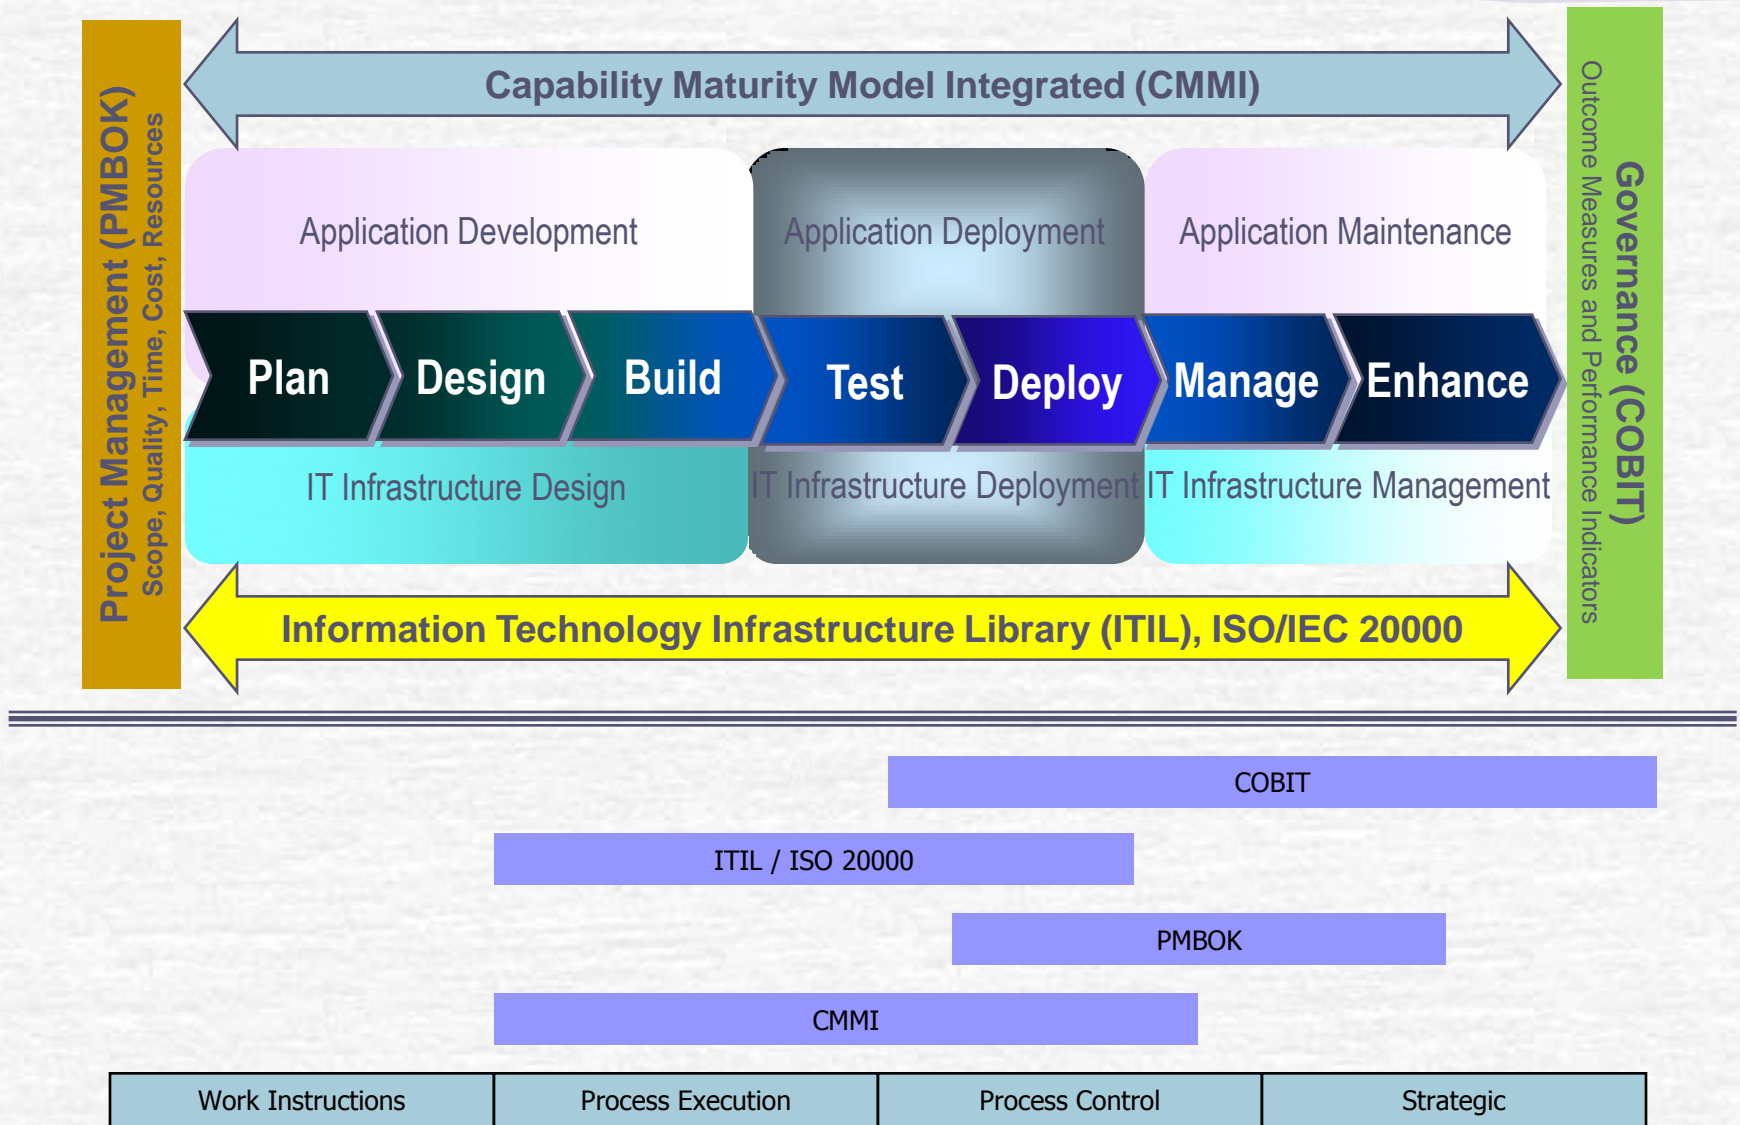 Capability Maturity Model Integrated (CMMI)
Project Management (PMBOK)
Scope, Quality, Time, Cost, Resources
Governance (COBIT)
Outcome Measures and Performance Indicators
Application Development
Application Deployment
Application Maintenance
Plan
Design
Build
Test
Deploy
Manage
Enhance
IT Infrastructure Design
IT Infrastructure Deployment
IT Infrastructure Management
Information Technology Infrastructure Library (ITIL), ISO/IEC 20000
COBIT
ITIL / ISO 20000
PMBOK
CMMI
Work Instructions
Process Execution
Process Control
Strategic